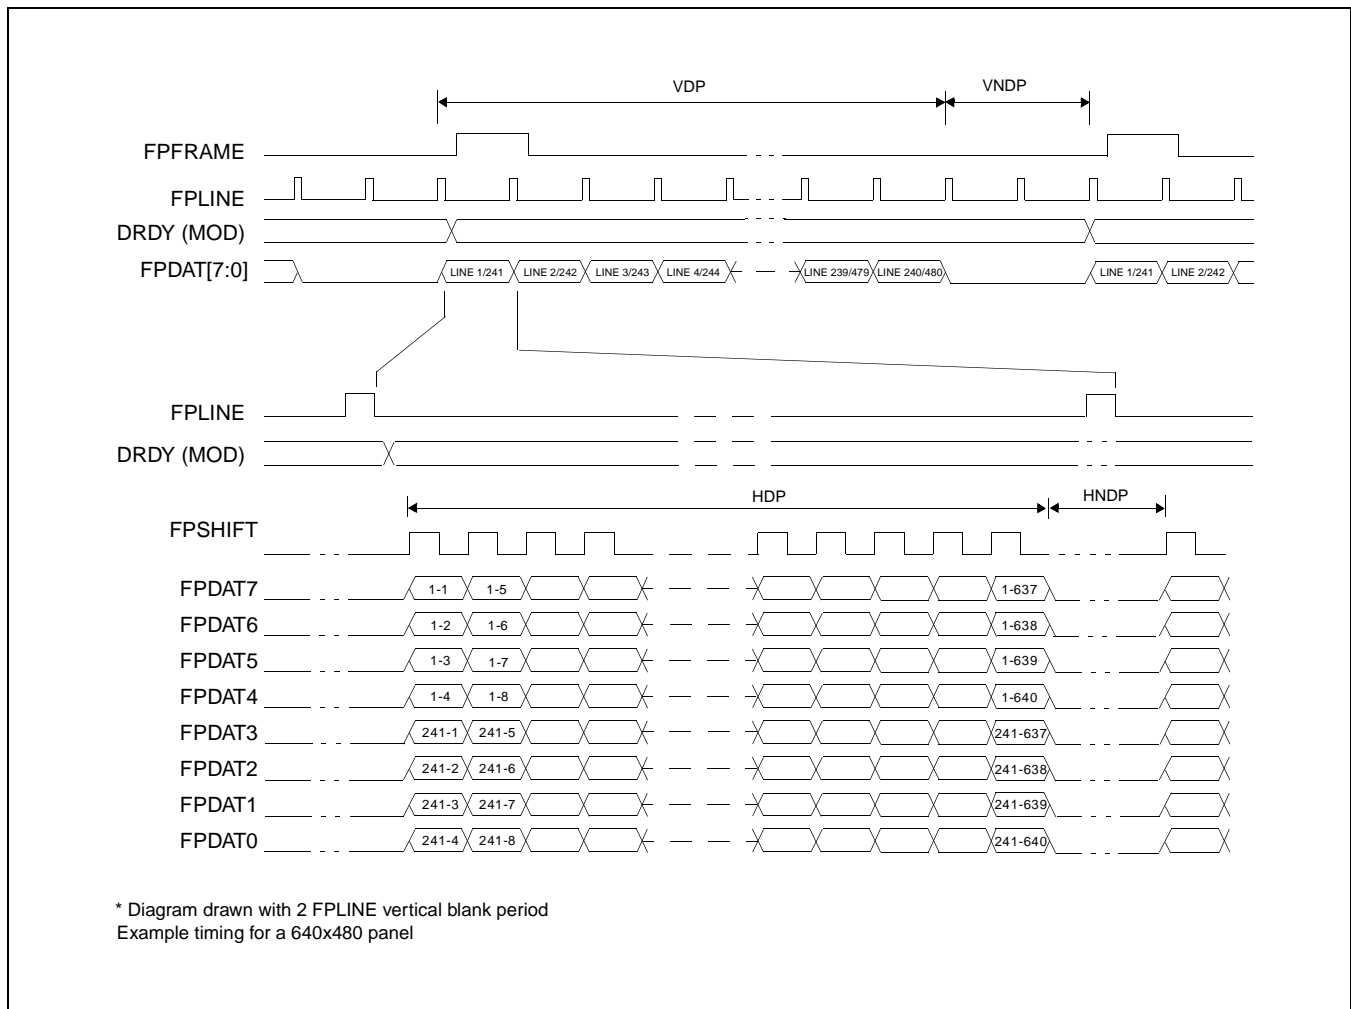 VDP VNDP
FPFRAME
FPLINE
DRDY (MOD)
FPDAT[7:0] LINE 1/241 LINE 2/242 LINE 3/243 LINE 4/244 LINE 239/479 LINE 240/480 LINE 1/241 LINE 2/242
FPLINE
DRDY (MOD)
HDP HNDP
FPSHIFT
FPDAT7 1-1 1-5 1-637
FPDAT6 1-2 1-6 1-638
FPDAT5 1-3 1-7 1-639
FPDAT4 1-4 1-8 1-640
FPDAT3 241-1 241-5 241-637
FPDAT2 241-2 241-6 241-638
FPDAT1 241-3 241-7 241-639
FPDAT0 241-4 241-8 241-640
* Diagram drawn with 2 FPLINE vertical blank period
Example timing for a 640x480 panel